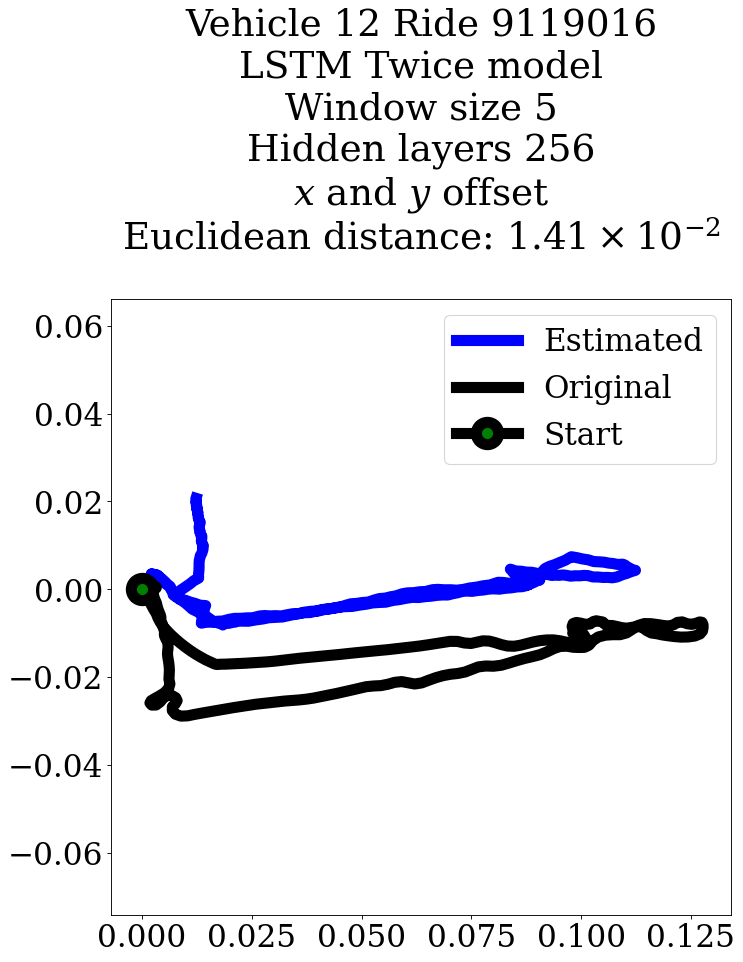 Vehicle 12 Ride 9119016
LSTM Twice model
Window size 5
Hidden layers 256
x and y offset
Euclidean distance: 1.41 × 10⁻²
Estimated
Original
Start
0.06
0.04
0.02
0.00
−0.02
−0.04
−0.06
0.000 0.025 0.050 0.075 0.100 0.125